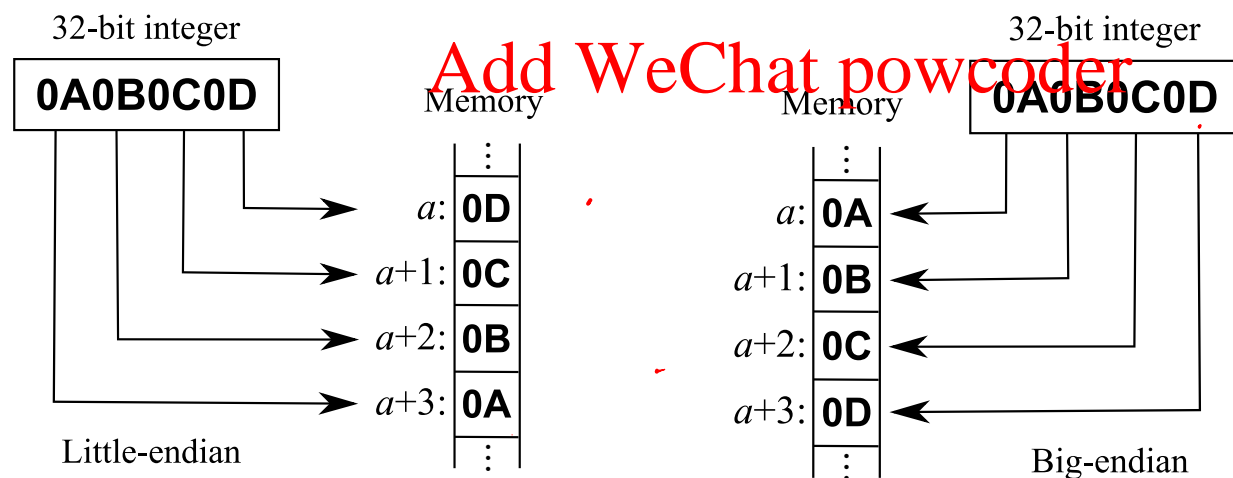 32-bit integer
0A0B0C0D
Memory
⋮
a: 0D
a+1: 0C
a+2: 0B
a+3: 0A
⋮
Little-endian
Add WeChat powcoder
32-bit integer
0A0B0C0D
Memory
⋮
a: 0A
a+1: 0B
a+2: 0C
a+3: 0D
⋮
Big-endian